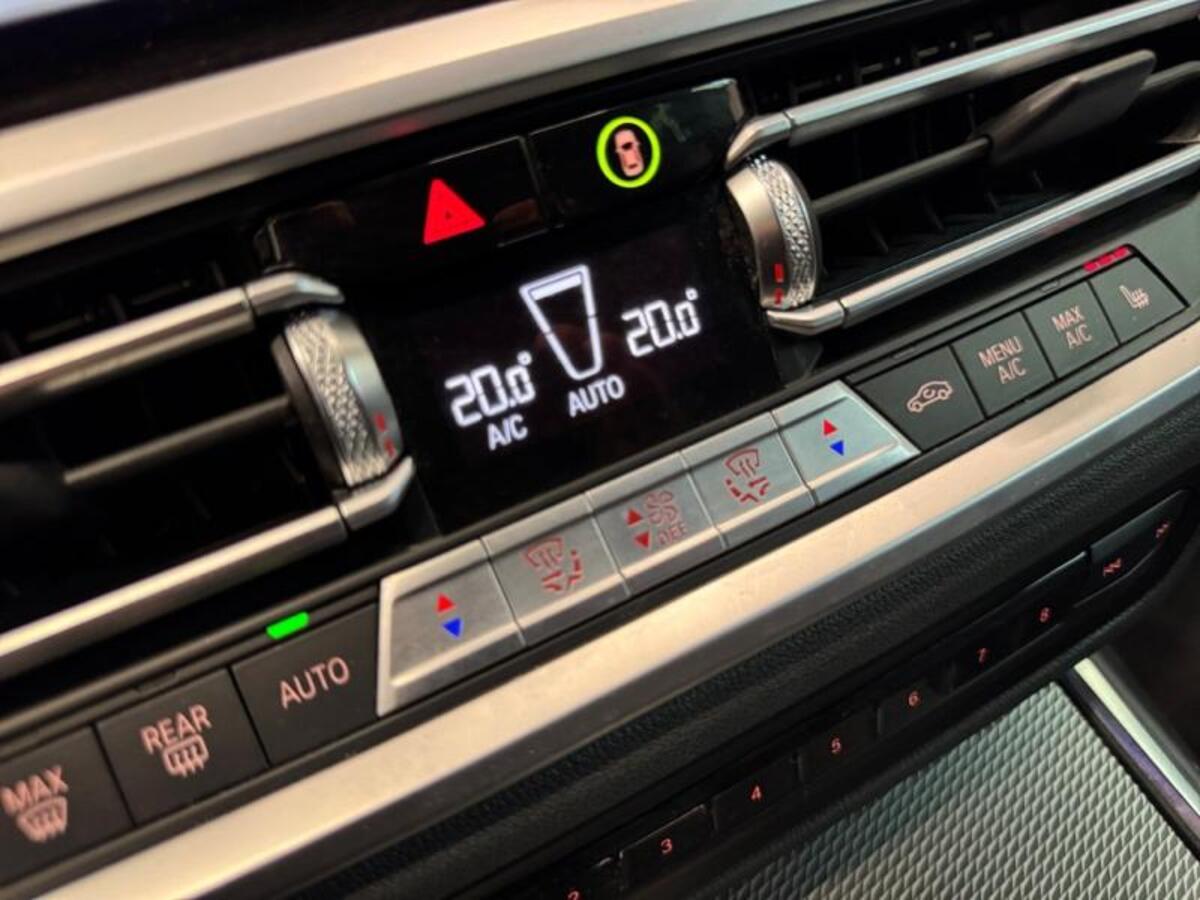 20.0°
A/C
AUTO
20.0°
MAX
REAR
AUTO
OFF
MENU
A/C
MAX
A/C
2
3
4
5
6
7
8